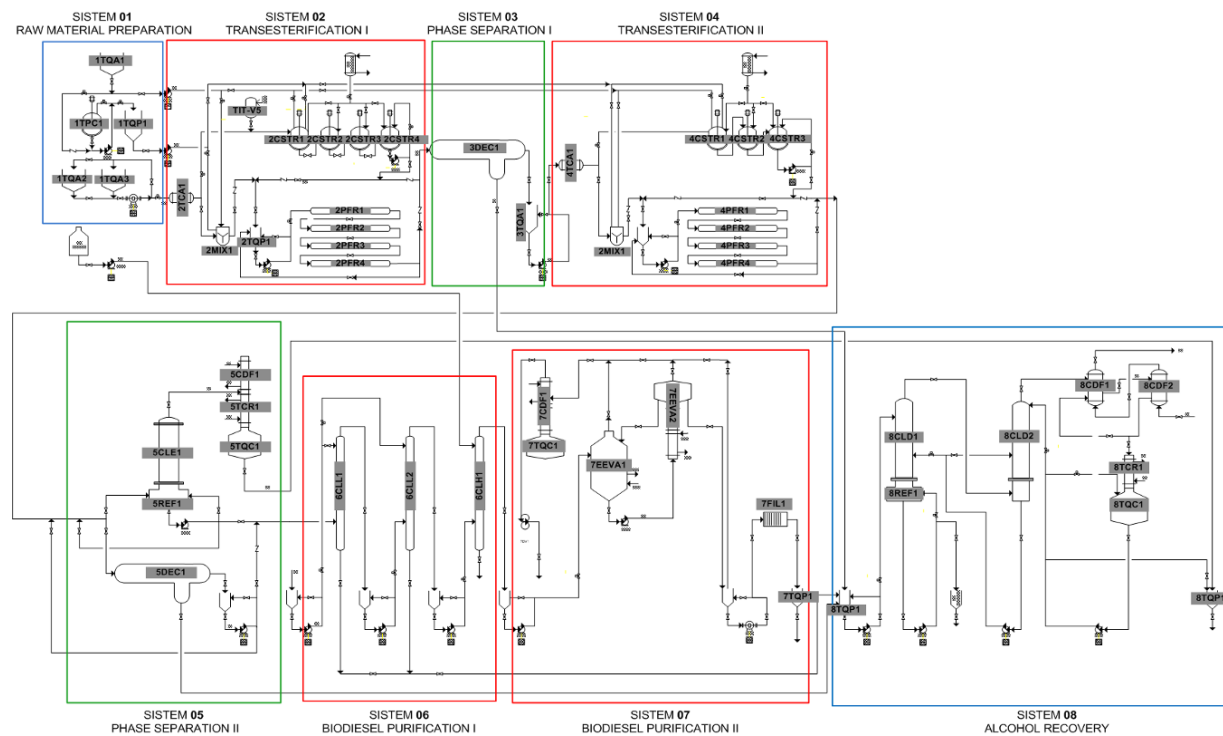 SISTEM 01
RAW MATERIAL PREPARATION
SISTEM 02
TRANSESTERIFICATION I
SISTEM 03
PHASE SEPARATION I
SISTEM 04
TRANSESTERIFICATION II
1TQA1
1TPC1
1TQP1
1TQA2
1TQA3
TIT-V5
2CSTR1
2CSTR2
2CSTR3
2CSTR4
2TCA1
2MIX1
2TQP1
2PFR1
2PFR2
2PFR3
2PFR4
3DEC1
3TQA1
4TCA1
4CSTR1
4CSTR2
4CSTR3
2MIX1
4PFR1
4PFR2
4PFR3
4PFR4
5CDF1
5TCR1
5TQC1
5CLE1
5REF1
5DEC1
6CLL1
6CLL2
6CLH1
7CDF1
7TQC1
7EEVA1
7EEVA2
7FIL1
7TQP1
8TQP1
8CLD1
8REF1
8CLD2
8CDF1
8CDF2
8TCR1
8TQC1
8TQP1
SISTEM 05
PHASE SEPARATION II
SISTEM 06
BIODIESEL PURIFICATION I
SISTEM 07
BIODIESEL PURIFICATION II
SISTEM 08
ALCOHOL RECOVERY